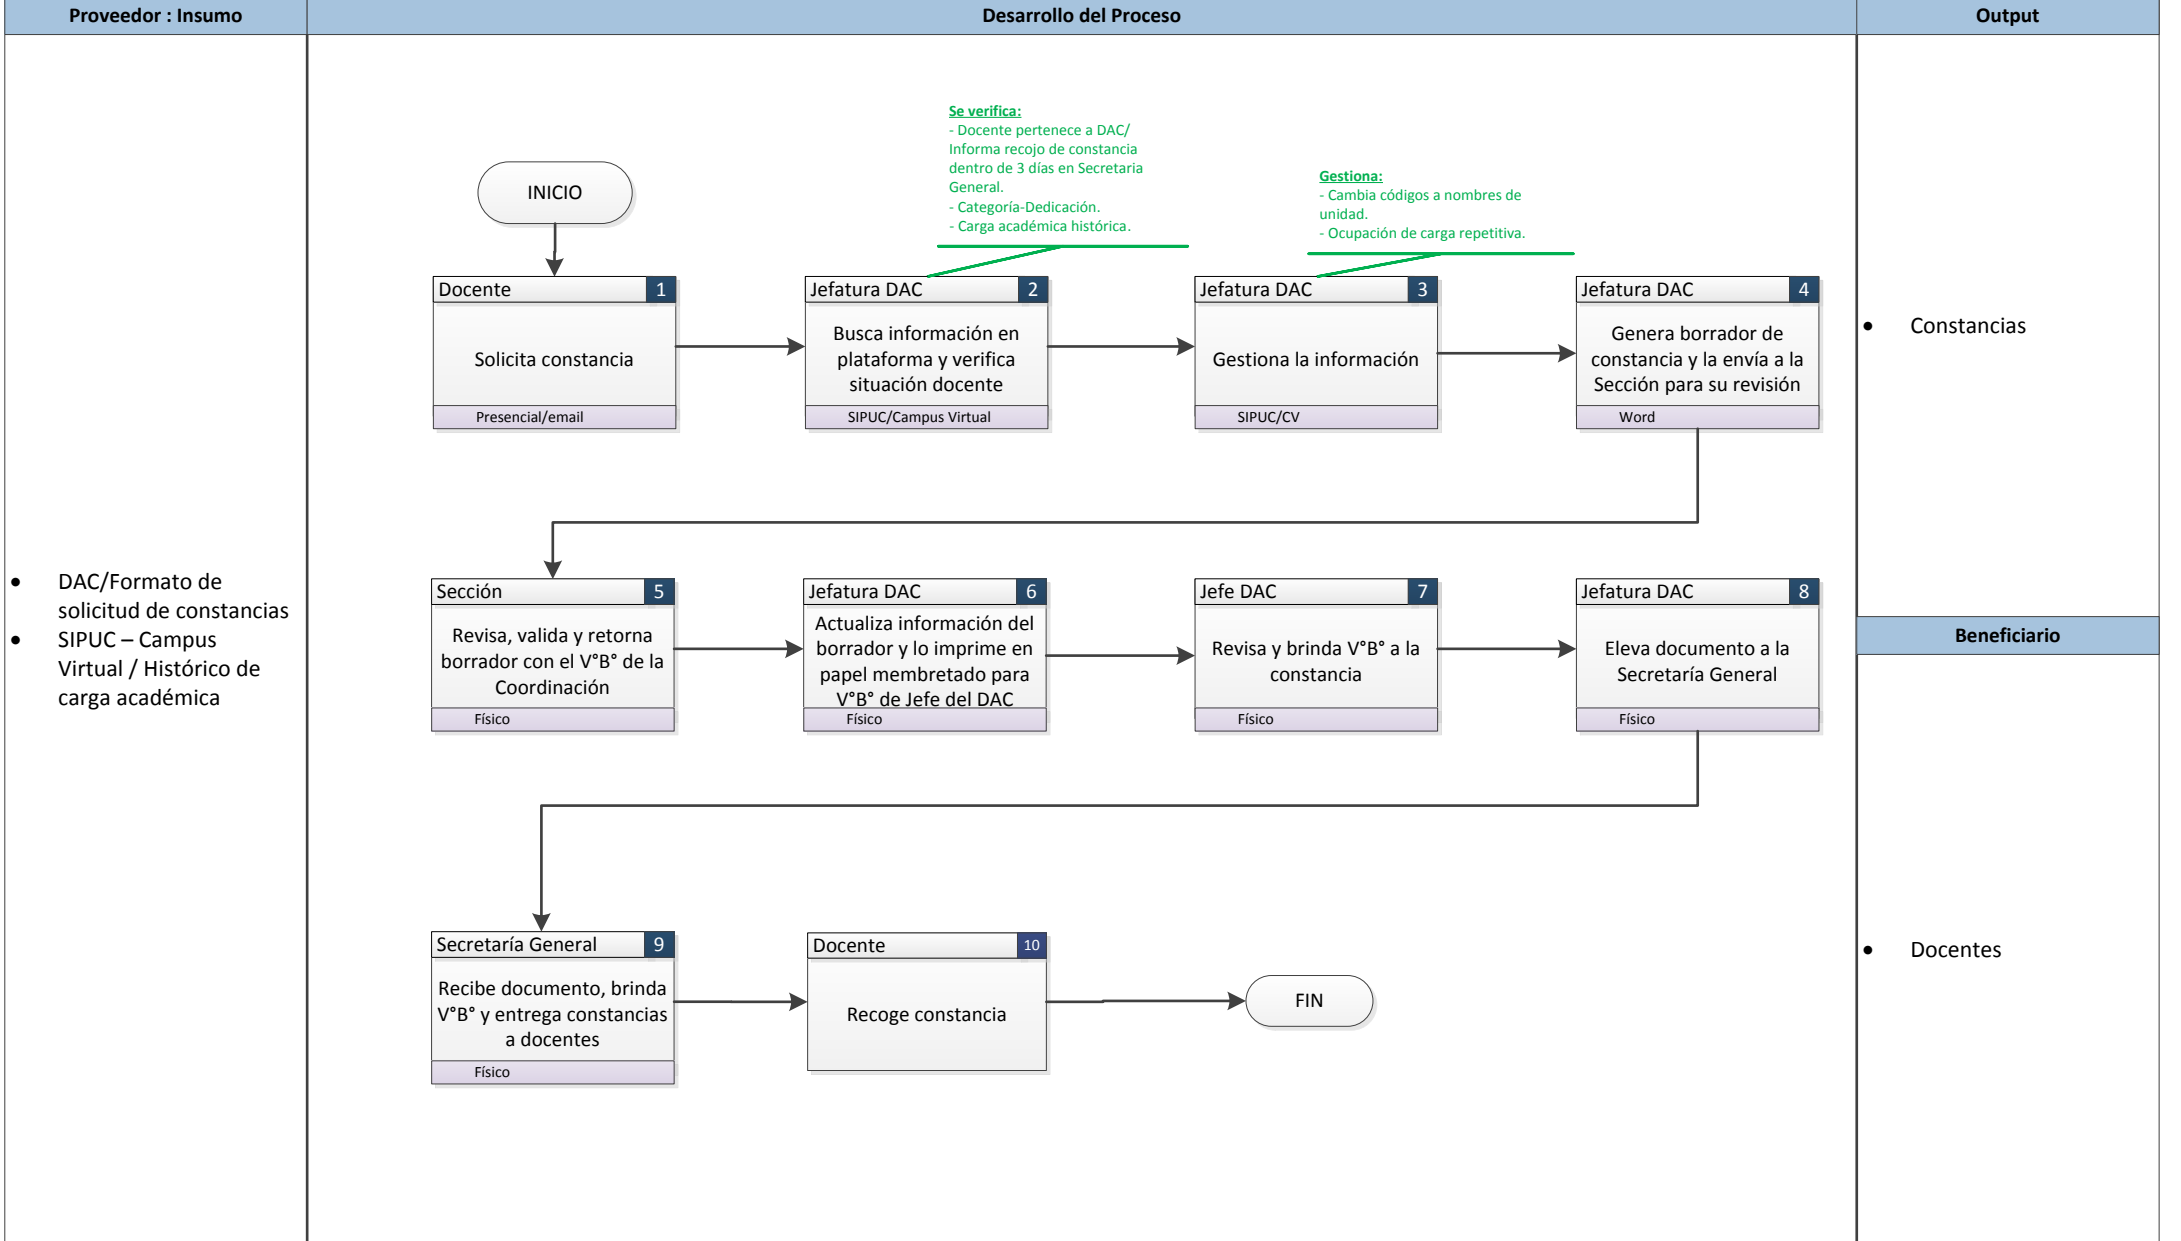 Proveedor : Insumo
Desarrollo del Proceso
Output
Se verifica:
- Docente pertenece a DAC/
Informa recojo de constancia
dentro de 3 días en Secretaria
General.
- Categoría-Dedicación.
- Carga académica histórica.
Gestiona:
- Cambia códigos a nombres de
unidad.
- Ocupación de carga repetitiva.
INICIO
Docente
1
Solicita constancia
Presencial/email
Jefatura DAC
2
Busca información en
plataforma y verifica
situación docente
SIPUC/Campus Virtual
Jefatura DAC
3
Gestiona la información
SIPUC/CV
Jefatura DAC
4
Genera borrador de
constancia y la envía a la
Sección para su revisión
Word
• Constancias
• DAC/Formato de
solicitud de constancias
• SIPUC – Campus
Virtual / Histórico de
carga académica
Sección
5
Revisa, valida y retorna
borrador con el V°B° de la
Coordinación
Físico
Jefatura DAC
6
Actualiza información del
borrador y lo imprime en
papel membretado para
V°B° de Jefe del DAC
Físico
Jefe DAC
7
Revisa y brinda V°B° a la
constancia
Físico
Jefatura DAC
8
Eleva documento a la
Secretaría General
Físico
Beneficiario
Secretaría General
9
Recibe documento, brinda
V°B° y entrega constancias
a docentes
Físico
Docente
10
Recoge constancia
FIN
• Docentes